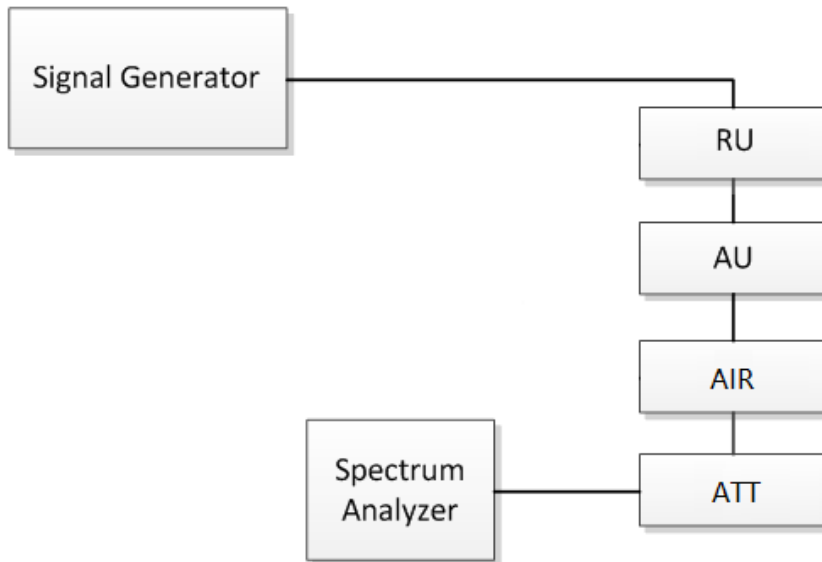 Signal Generator
RU
AU
AIR
ATT
Spectrum
Analyzer